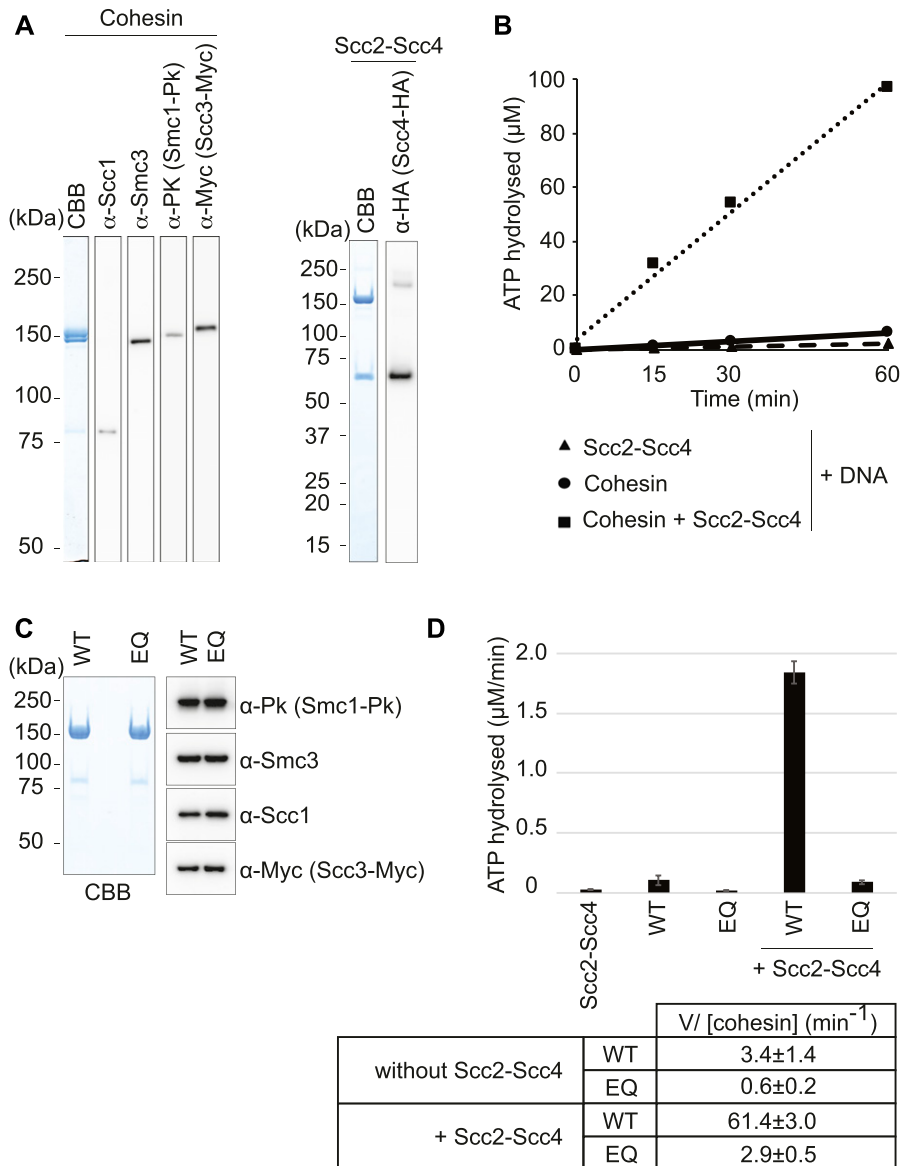 A
Cohesin
(kDa)
CBB
α-Scc1
α-Smc3
α-PK (Smc1-Pk)
α-Myc (Scc3-Myc)
250
150
100
75
50
Scc2-Scc4
(kDa)
CBB
α-HA (Scc4-HA)
250
150
100
75
50
37
25
20
15
B
ATP hydrolysed (µM)
100
80
60
40
20
0
0 15 30 60
Time (min)
Scc2-Scc4
Cohesin
Cohesin + Scc2-Scc4
+ DNA
C
(kDa)
WT EQ
250
150
100
75
50
CBB
WT EQ
α-Pk (Smc1-Pk)
α-Smc3
α-Scc1
α-Myc (Scc3-Myc)
D
ATP hydrolysed (µM/min)
2.0
1.5
1.0
0.5
0
Scc2-Scc4
WT
EQ
WT
EQ
+ Scc2-Scc4
V/ [cohesin] (min⁻¹)
without Scc2-Scc4 WT 3.4±1.4
EQ 0.6±0.2
+ Scc2-Scc4 WT 61.4±3.0
EQ 2.9±0.5